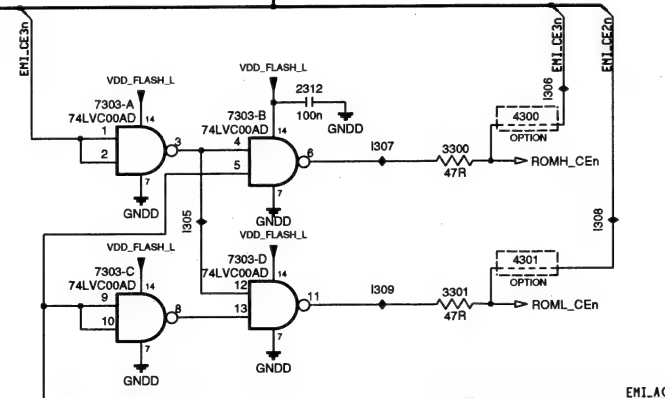 EMI_CE3n
EMI_CE3n
EMI_CE2n
VDD_FLASH_L
VDD_FLASH_L
7303-A
74LVC00AD
14
1
2
3
7
GNDD
7303-B
74LVC00AD
14
4
5
6
7
GNDD
2312
100n
GNDD
I307
3300
47R
I306
4300
OPTION
ROMH_CEn
I305
I308
VDD_FLASH_L
VDD_FLASH_L
7303-C
74LVC00AD
14
9
10
8
7
GNDD
7303-D
74LVC00AD
14
12
13
11
7
GNDD
I309
3301
47R
4301
OPTION
ROML_CEn